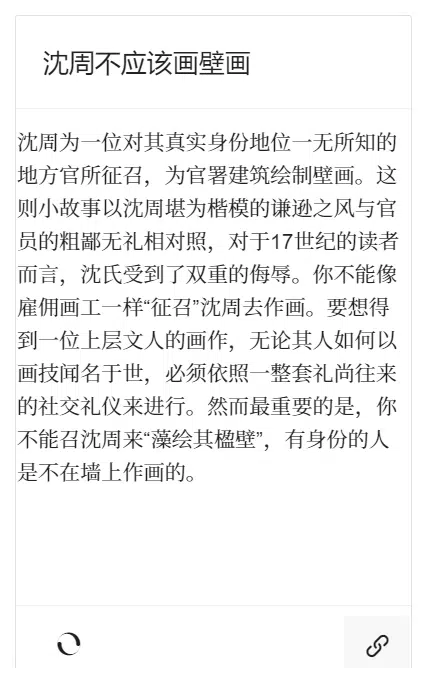 沈周不应该画壁画
沈周为一位对其真实身份地位一无所知的
地方官所征召，为官署建筑绘制壁画。这
则小故事以沈周堪为楷模的谦逊之风与官
员的粗鄙无礼相对照，对于17世纪的读者
而言，沈氏受到了双重的侮辱。你不能像
雇佣画工一样“征召”沈周去作画。要想得
到一位上层文人的画作，无论其人如何以
画技闻名于世，必须依照一整套礼尚往来
的社交礼仪来进行。然而最重要的是，你
不能召沈周来“藻绘其楹壁”，有身份的人
是不在墙上作画的。